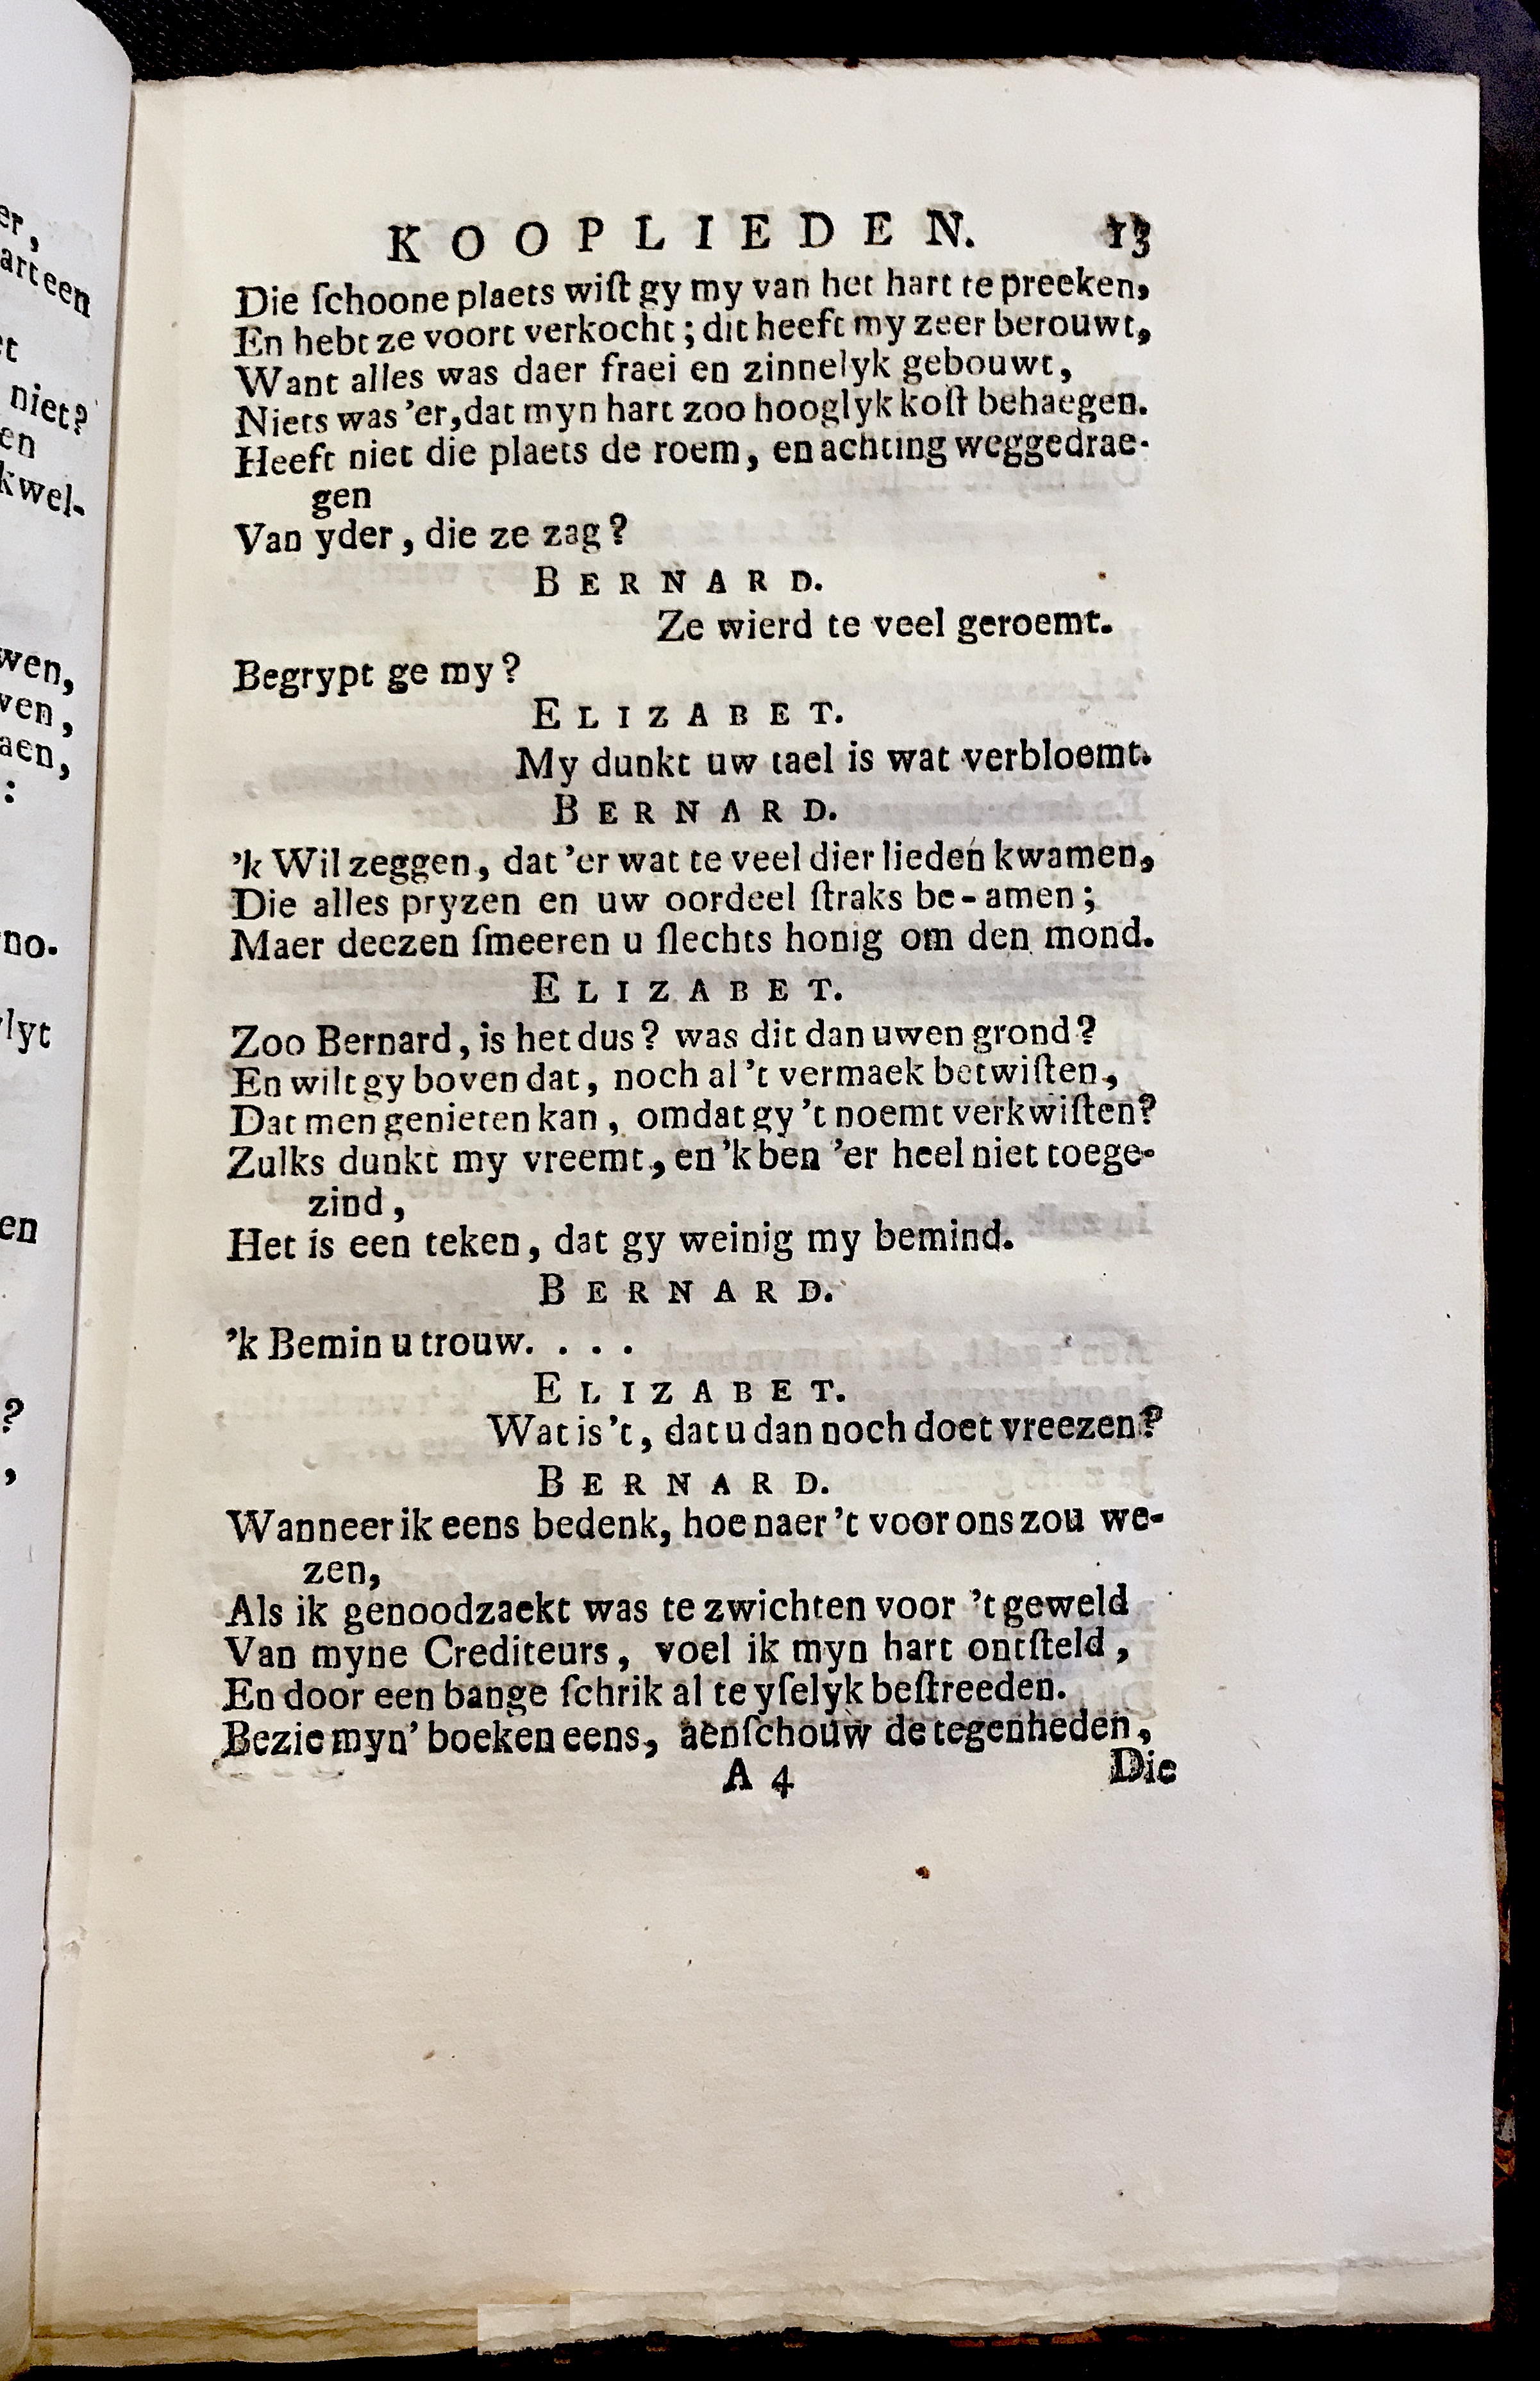 KOOPLIEDEN. 13
Die ſchoone plaets wiſt gy my van het hart te preeken,
En hebt ze voort verkocht; dit heeft my zeer berouwt,
Want alles was daer fraei en zinnelyk gebouwt,
Niets was 'er, dat myn hart zoo hooglyk koſt behaegen.
Heeft niet die plaets de roem, en achting weggedrae-
gen
Van yder, die ze zag?
BERNARD.
Ze wierd te veel geroemt.
Begrypt ge my?
ELIZABET.
My dunkt uw tael is wat verbloemt.
BERNARD.
'k Wil zeggen, dat 'er wat te veel dier lieden kwamen,
Die alles pryzen en uw oordeel ſtraks be-amen;
Maer deezen ſmeeren u ſlechts honig om den mond.
ELIZABET.
Zoo Bernard, is het dus? was dit dan uwen grond?
En wilt gy boven dat, noch al 't vermaek betwiſten,
Dat men genieten kan, omdat gy 't noemt verkwiſten?
Zulks dunkt my vreemt, en 'k ben 'er heel niet toege-
zind,
Het is een teken, dat gy weinig my bemind.
BERNARD.
'k Bemin u trouw. . . .
ELIZABET.
Wat is 't, dat u dan noch doet vreezen?
BERNARD.
Wanneer ik eens bedenk, hoe naer 't voor ons zou we-
zen,
Als ik genoodzaekt was te zwichten voor 't geweld
Van myne Crediteurs, voel ik myn hart ontſteld,
En door een bange ſchrik al te yſelyk beſtreeden.
Bezie myn' boeken eens, aenſchouw de tegenheden,
A 4 Die